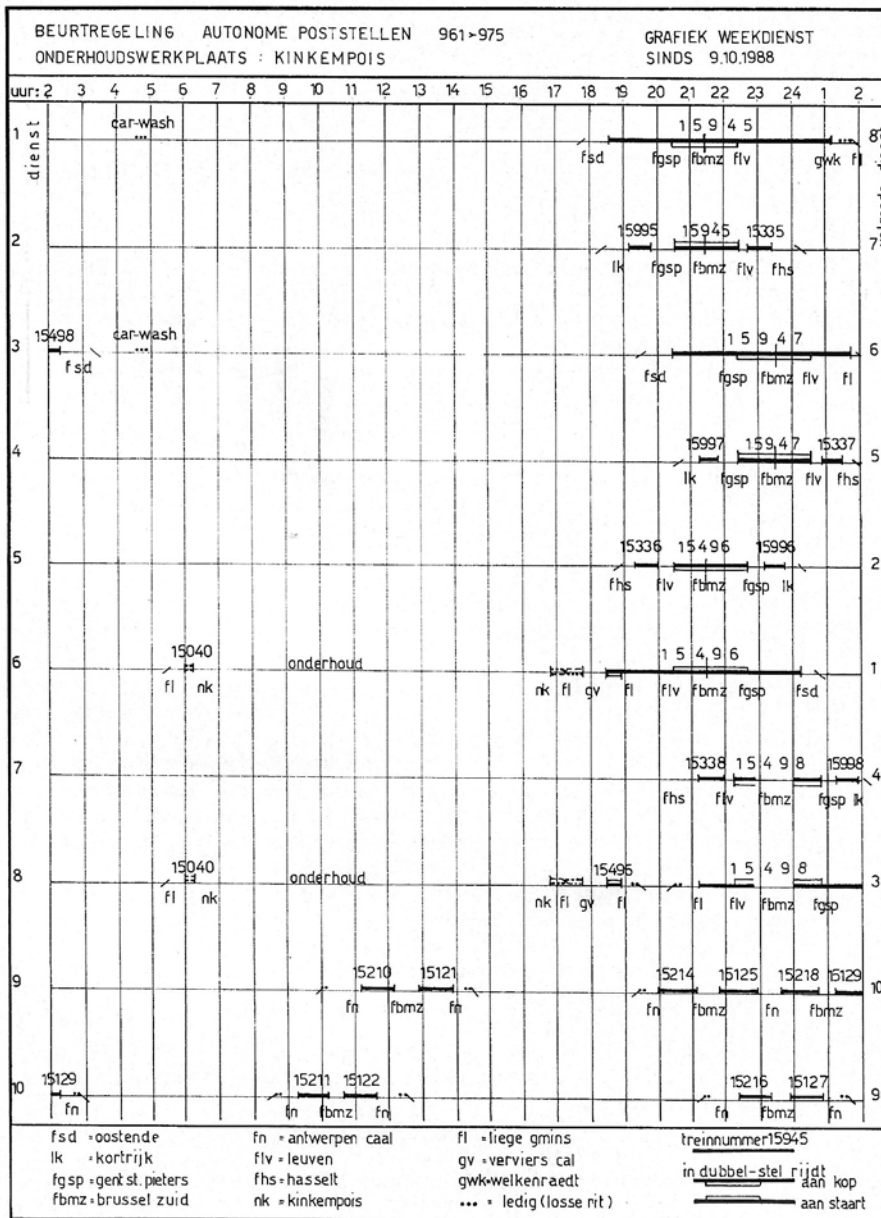 BEURTREGELING AUTONOME POSTSTELLEN 961>975
ONDERHOUDSWERKPLAATS : KINKEMPOIS
GRAFIEK WEEKDIENST
SINDS 9.10.1988
uur: 2 3 4 5 6 7 8 9 10 11 12 13 14 15 16 17 18 19 20 21 22 23 24 1 2
dienst
1 car-wash 15945 8
fsd fgsp fbmz flv gwk fl
2 15995 15945 15335 7
lk fgsp fbmz flv fhs
15498 car-wash 15947
3 6
fsd fsd fgsp fbmz flv fl
15997 15947 15337
4 5
lk fgsp fbmz flv fhs
15336 15496 15996
5 2
fhs flv fbmz fgsp lk
15040 15496
6 onderhoud 1
fl nk nk fl gv fl flv fbmz fgsp fsd
15338 15498 15998
7 4
fhs flv fbmz fgsp lk
15040 15496 15498
8 onderhoud 3
fl nk nk fl gv fl fl flv fbmz fgsp
15210 15121 15214 15125 15218 15129
9 10
fn fbmz fn fn fbmz fn fbmz
15129 15211 15122 15216 15127
10 9
fn fn fbmz fn fn fbmz fn
fsd = oostende fn = antwerpen caal fl = liege gmins treinnummer 15945
lk = kortrijk flv = leuven gv = verviers cal
fgsp = gent st. pieters fhs = hasselt gwk = welkenraedt in dubbel-stel rijdt
aan kop
fbmz = brussel zuid nk = kinkempois ... = ledig (losse rit) aan staart